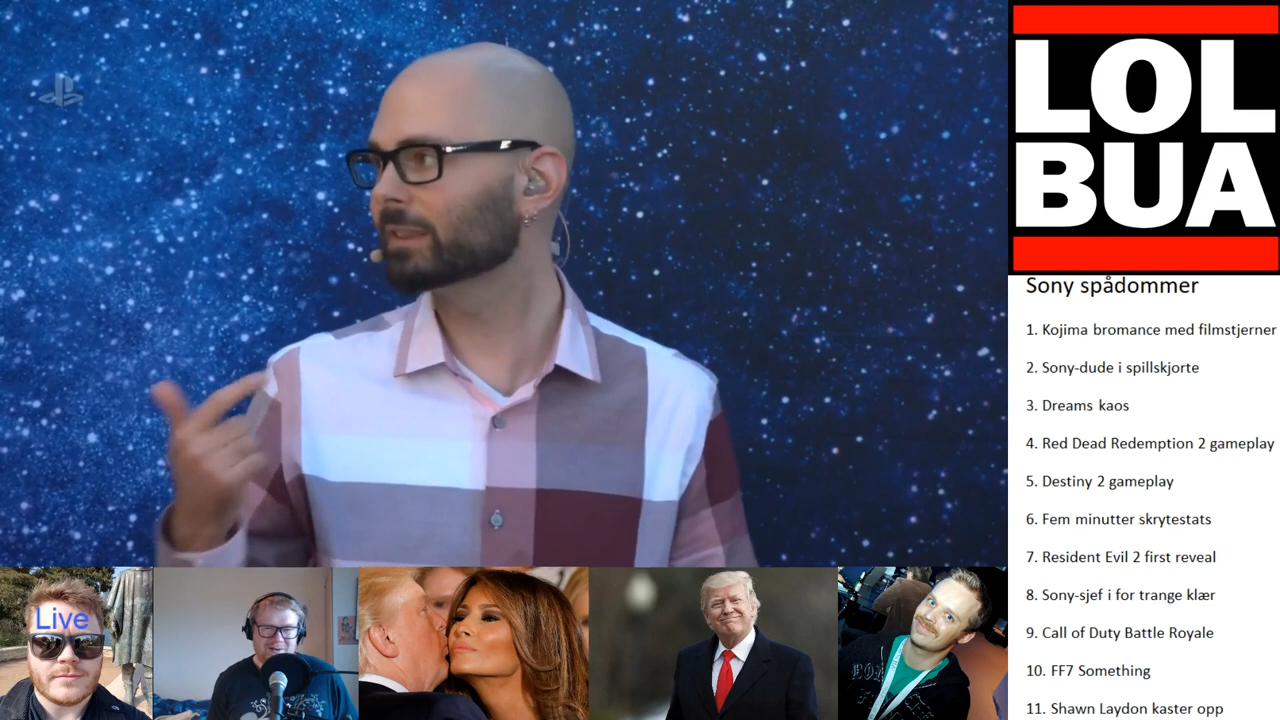 LOL
BUA
Sony spådommer
1. Kojima bromance med filmstjerner
2. Sony-dude i spillskjorte
3. Dreams kaos
4. Red Dead Redemption 2 gameplay
5. Destiny 2 gameplay
6. Fem minutter skrytestats
7. Resident Evil 2 first reveal
8. Sony-sjef i for trange klær
9. Call of Duty Battle Royale
10. FF7 Something
11. Shawn Laydon kaster opp
Live